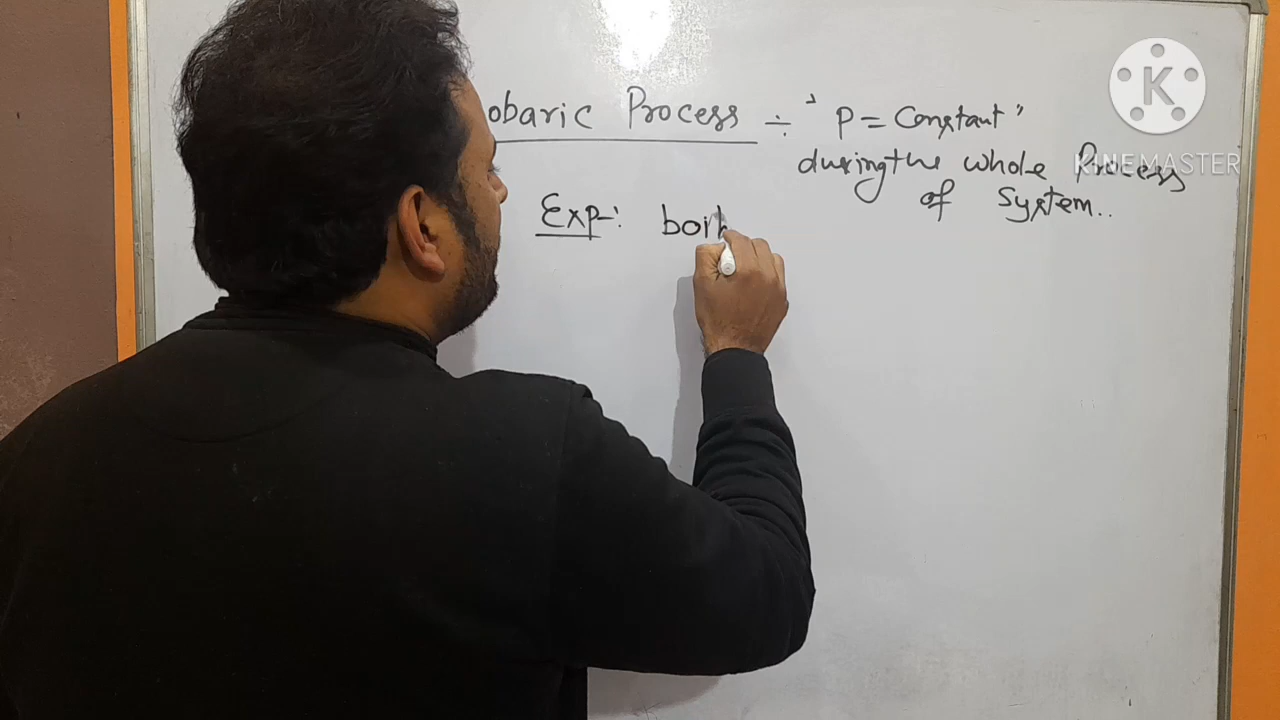 obaric Process ÷ " P = Constant "
during the whole Process
of System..
Exp-: boil
K
KINEMASTER